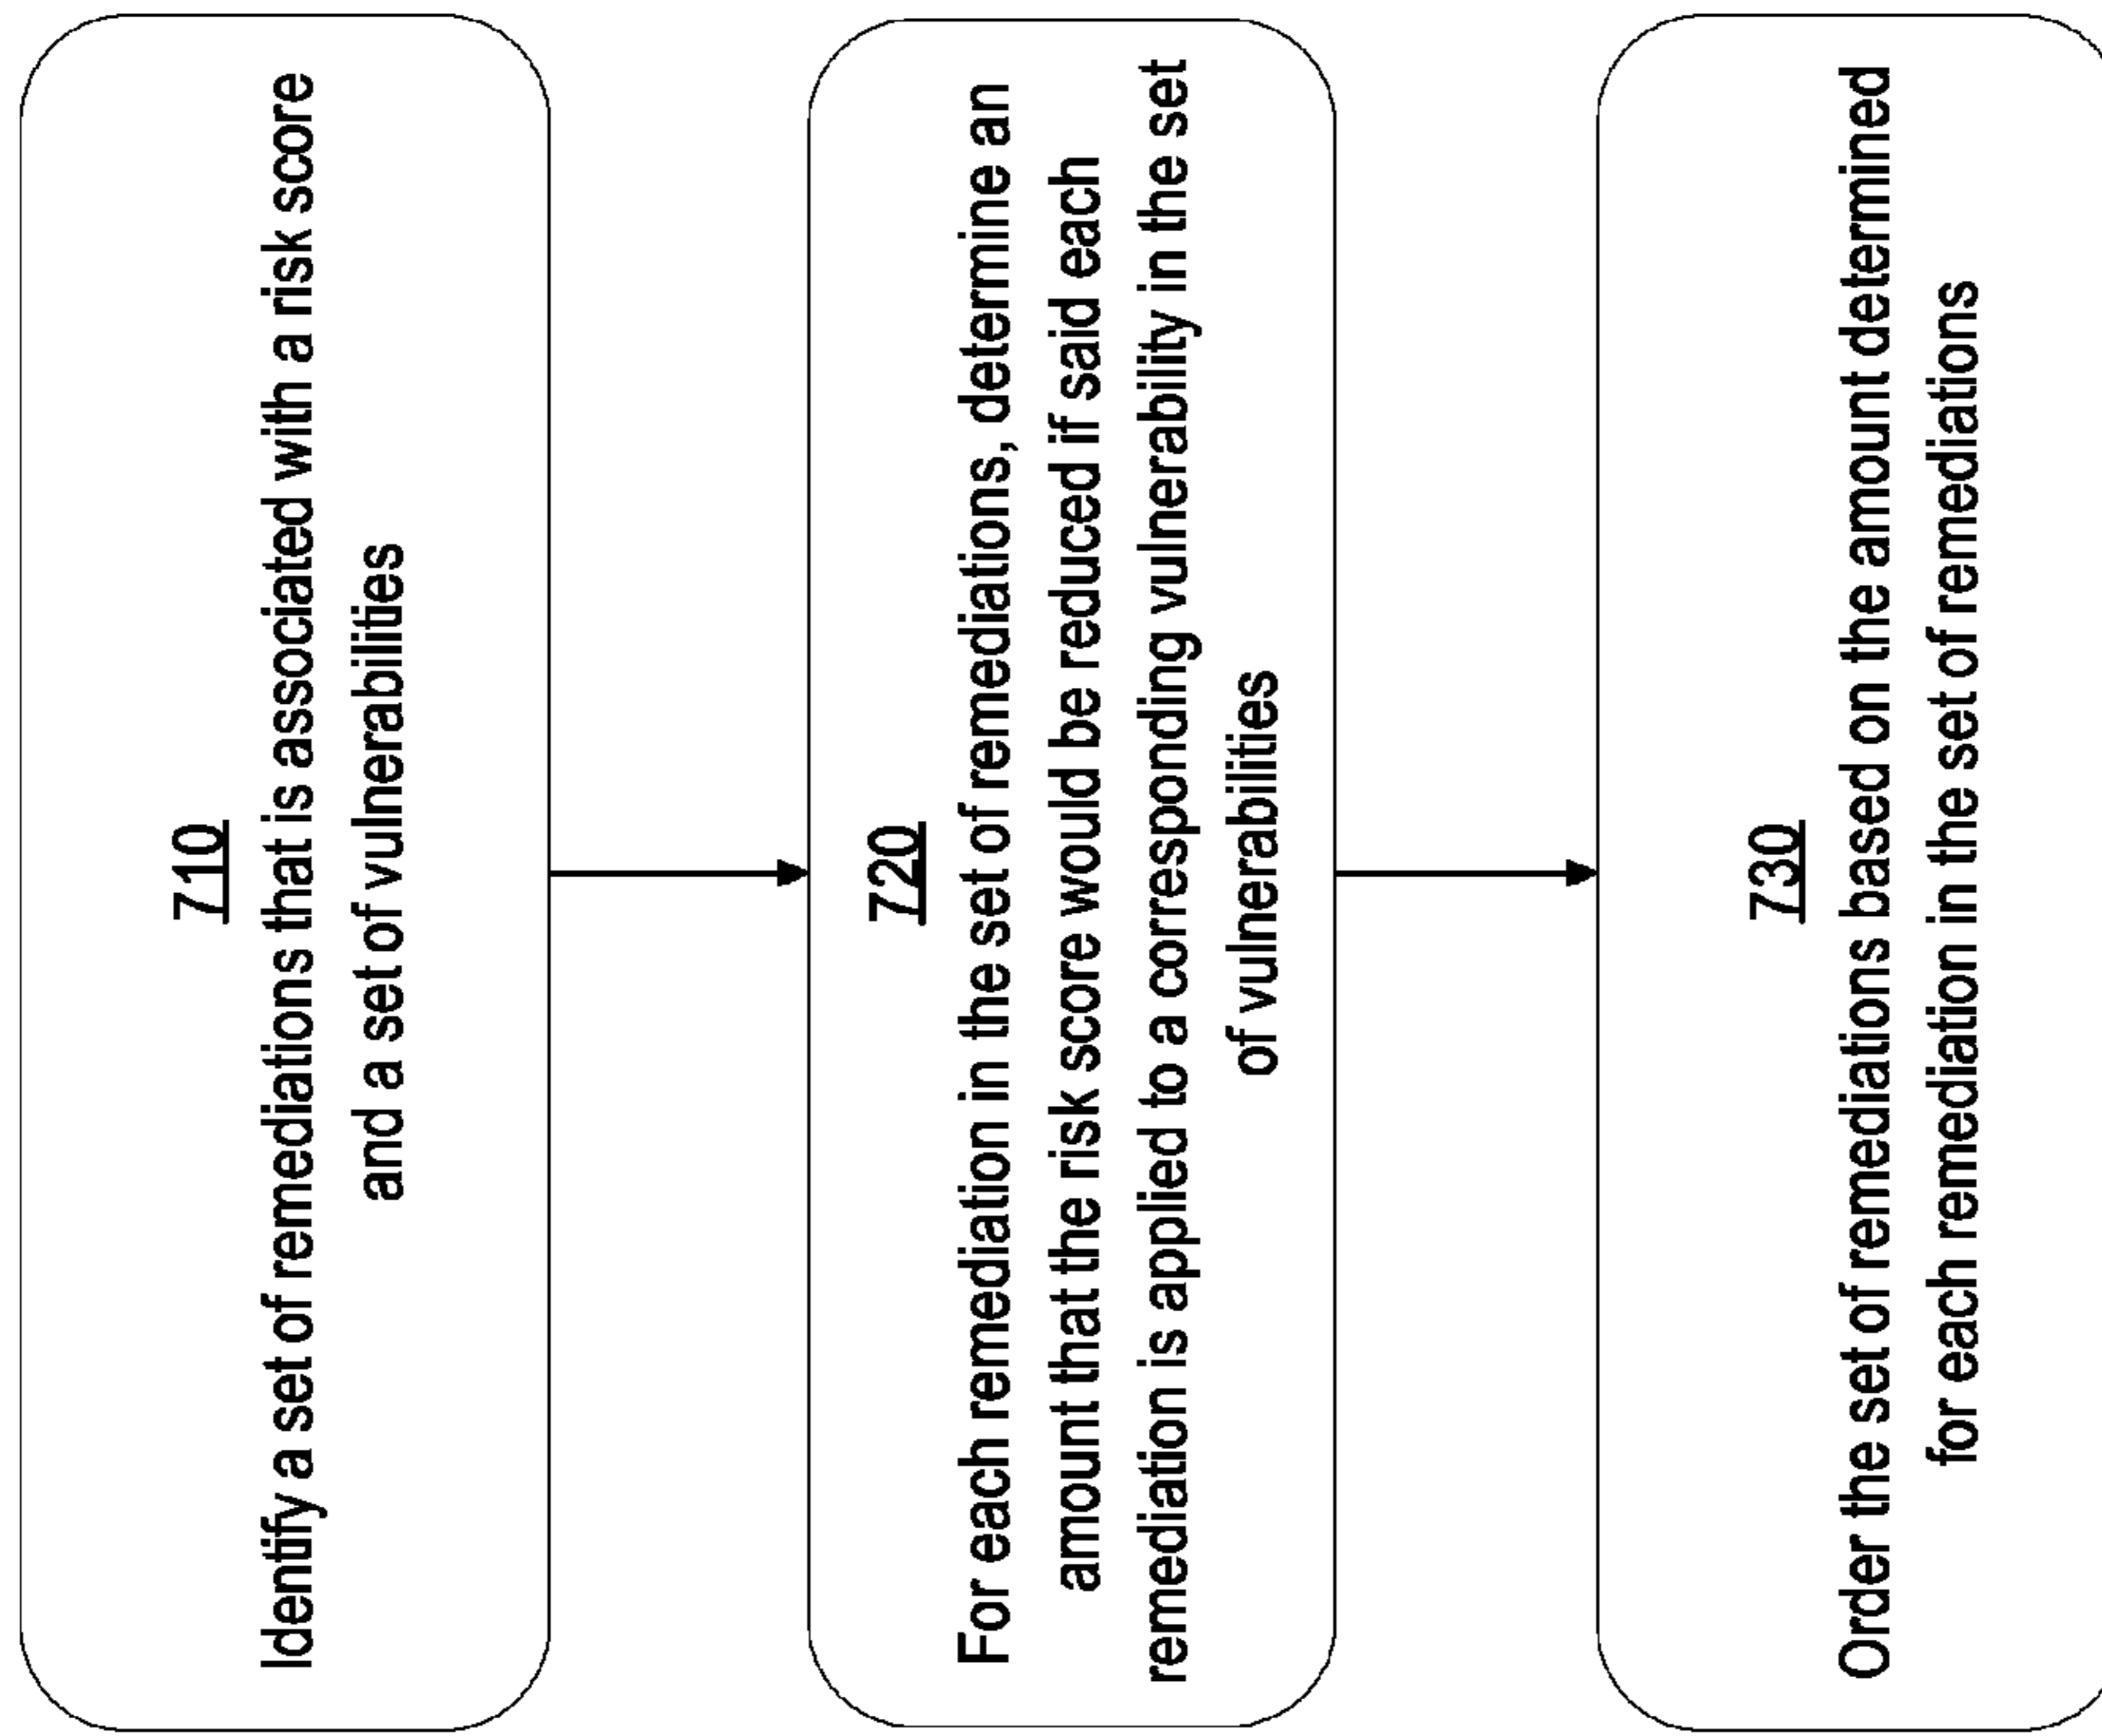 710
Identify a set of remediations that is associated with a risk score
and a set of vulnerabilities
720
For each remediation in the set of remediations, determine an
amount that the risk score would be reduced if said each
remediation is applied to a corresponding vulnerability in the set
of vulnerabilities
730
Order the set of remediations based on the amount determined
for each remediation in the set of remediations